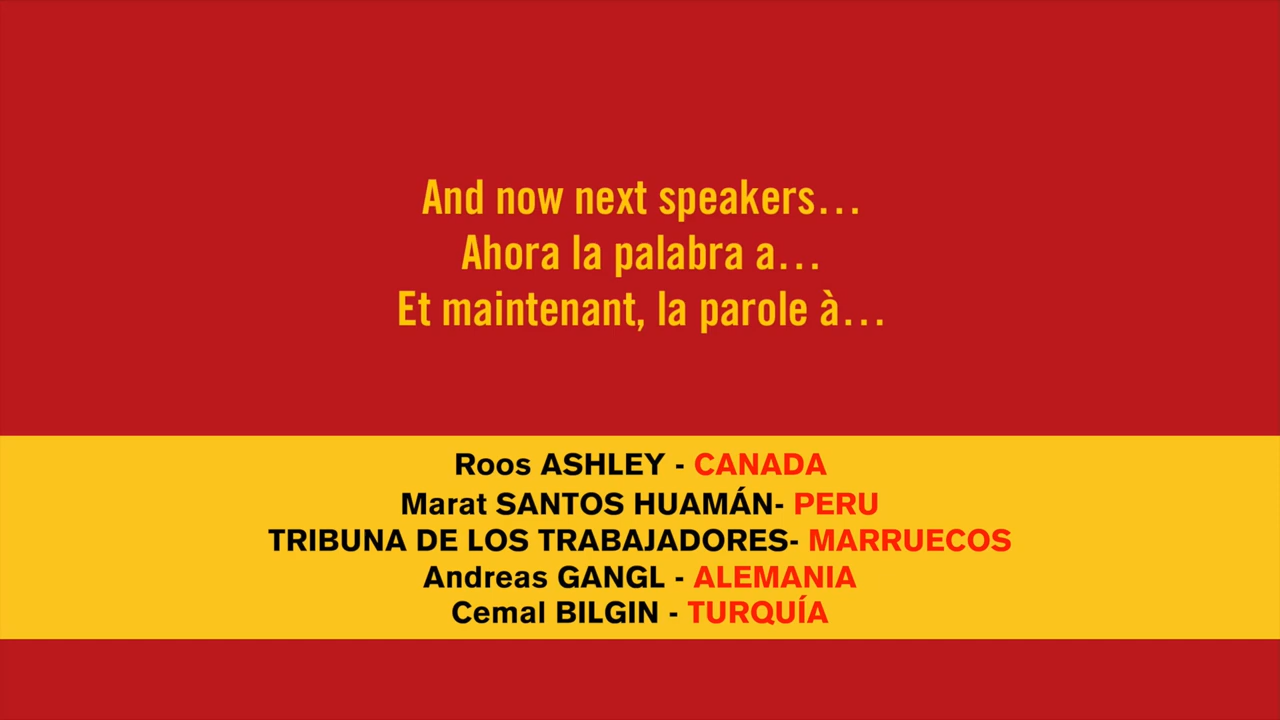 And now next speakers...
Ahora la palabra a...
Et maintenant, la parole à...
Roos ASHLEY - CANADA
Marat SANTOS HUAMÁN- PERU
TRIBUNA DE LOS TRABAJADORES- MARRUECOS
Andreas GANGL - ALEMANIA
Cemal BILGIN - TURQUÍA